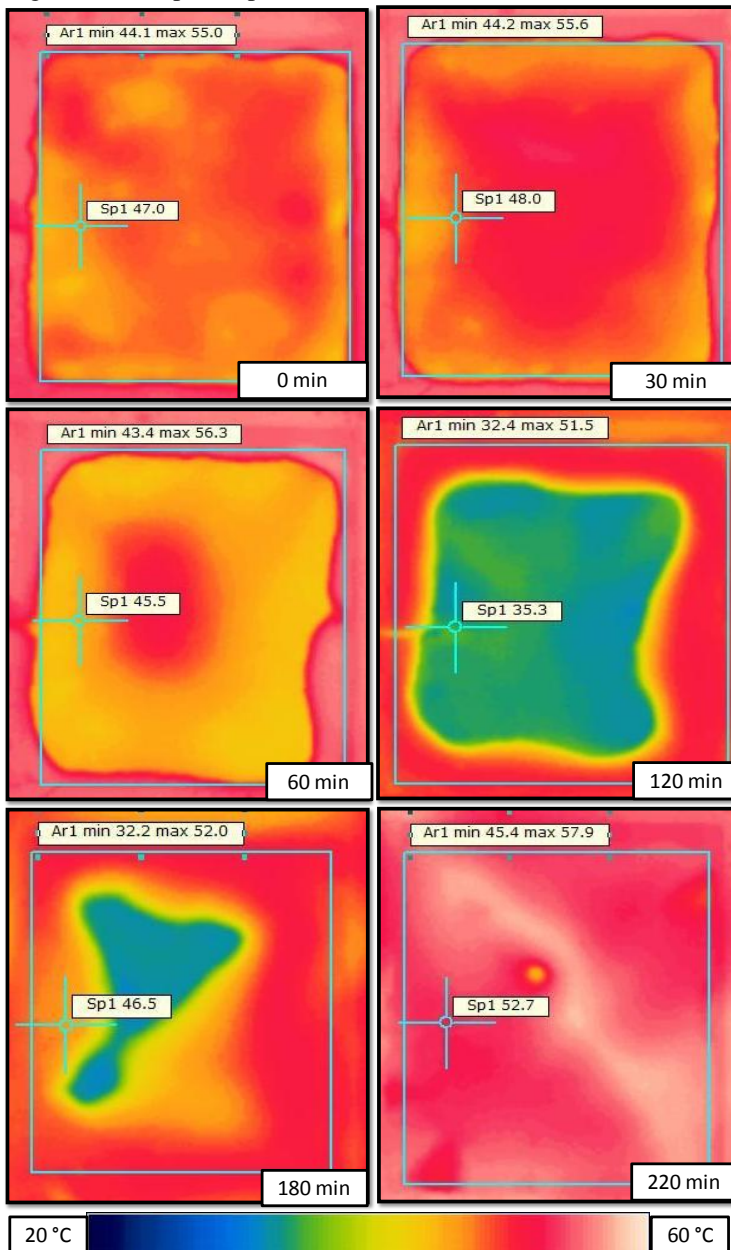 Ar1 min 44.1 max 55.0
Sp1 47.0
0 min
Ar1 min 44.2 max 55.6
Sp1 48.0
30 min
Ar1 min 43.4 max 56.3
Sp1 45.5
60 min
Ar1 min 32.4 max 51.5
Sp1 35.3
120 min
Ar1 min 32.2 max 52.0
Sp1 46.5
180 min
Ar1 min 45.4 max 57.9
Sp1 52.7
220 min
20 °C
60 °C